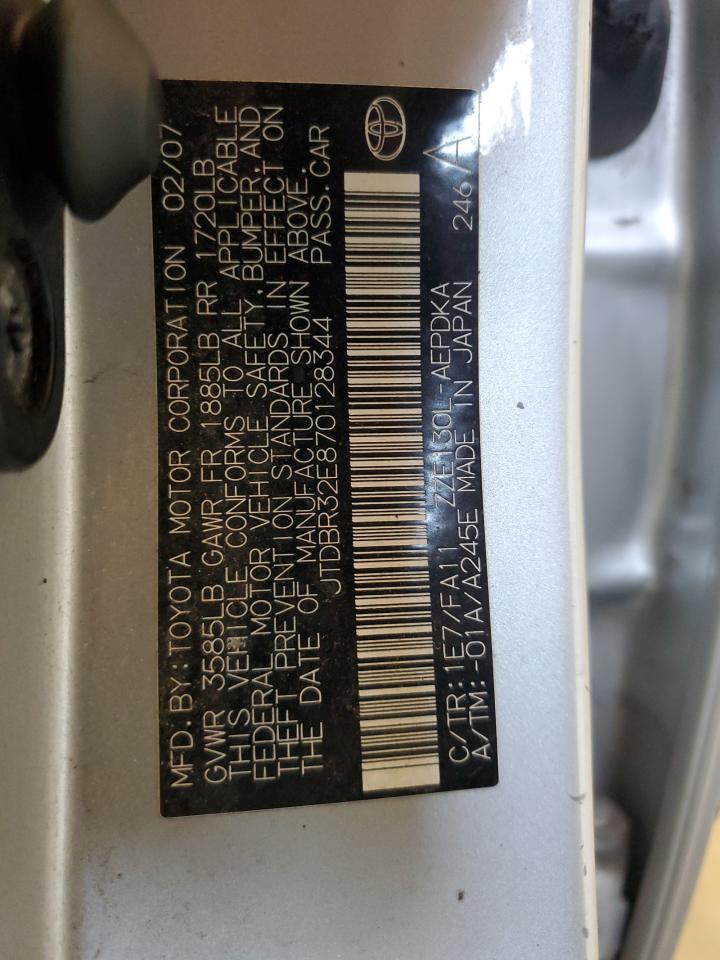 MFD.BY:TOYOTA MOTOR CORPORATION 02/07
GVWR 3585LB GAWR FR 1885LB RR 1720LB
THIS VEHICLE CONFORMS TO ALL APPLICABLE
FEDERAL MOTOR VEHICLE SAFETY.BUMPER,AND
THEFT PREVENTION STANDARDS IN EFFECT ON
THE DATE OF MANUFACTURE SHOWN ABOVE.
JTDBR32E870128344 PASS.CAR
C/TR:1E7/FA11 ZZE130L-AEPDKA
A/TM:-01A/A245E MADE IN JAPAN 246 A